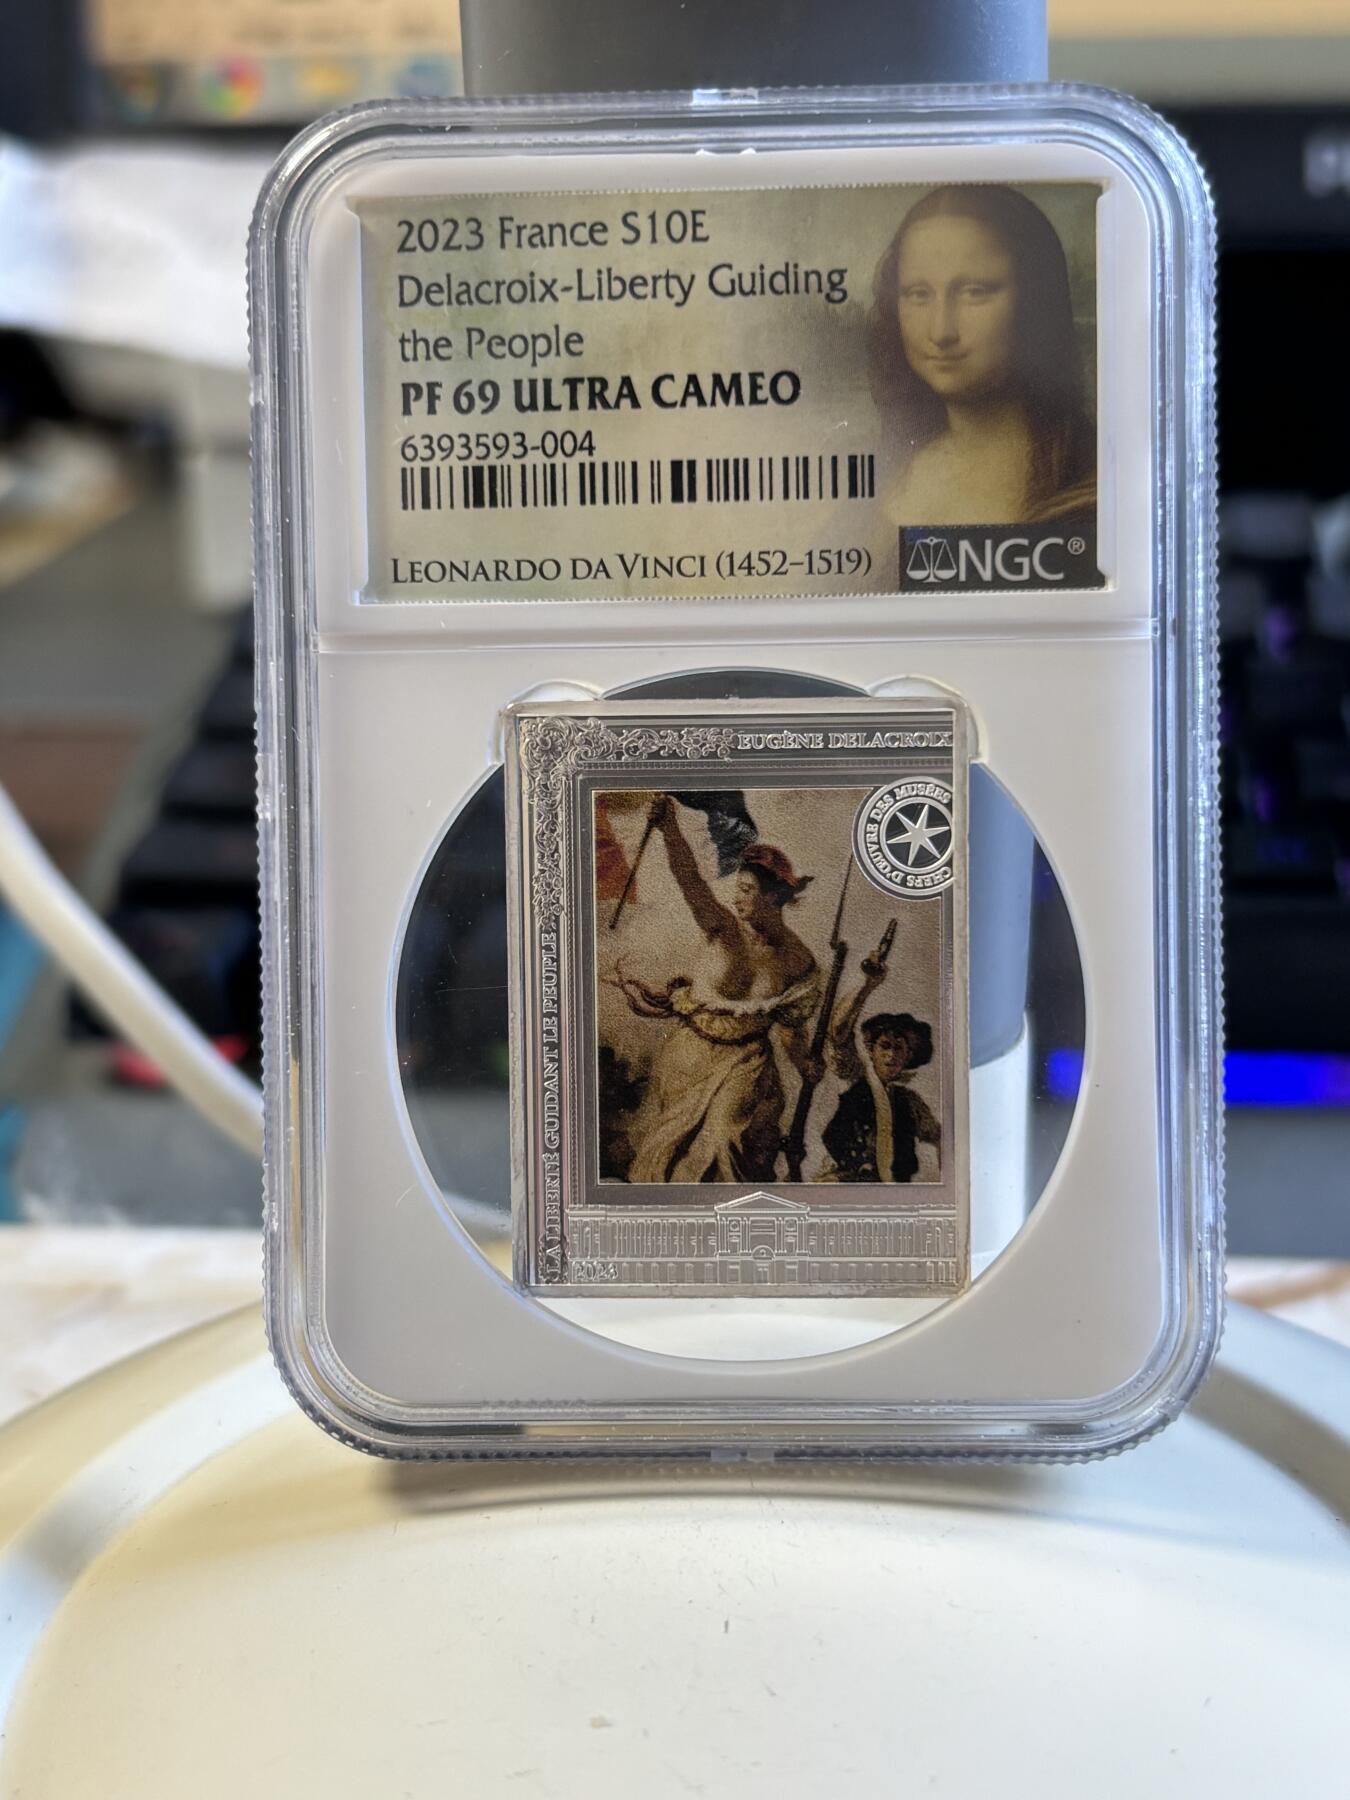 2023 France S10E
Delacroix-Liberty Guiding
the People
PF 69 ULTRA CAMEO
6393593-004
LEONARDO DA VINCI (1452–1519)
NGC®
EUGÈNE DELACROIX
CHEFS D'ŒUVRE DES MUSÉES
LA LIBERTÉ GUIDANT LE PEUPLE
2023